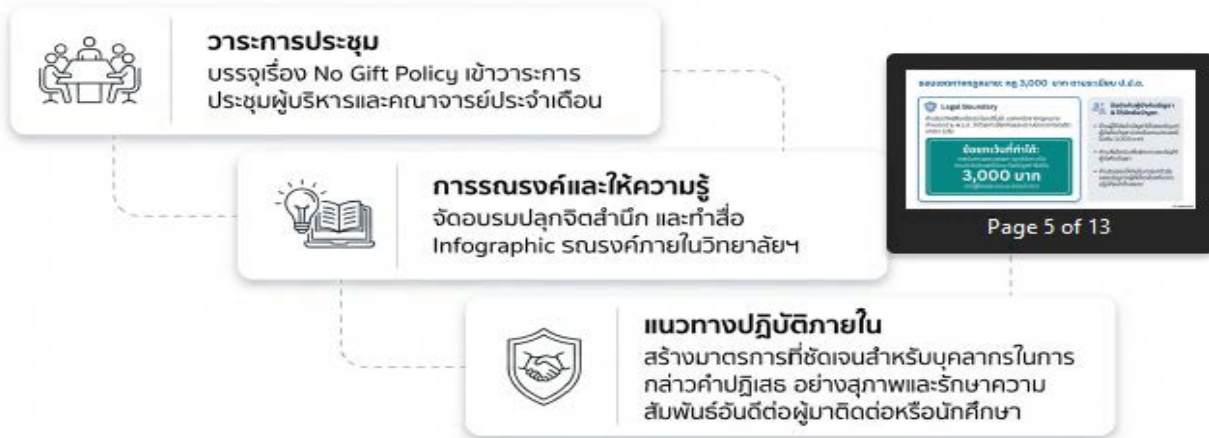 วาระการประชุม
บรรจุเรื่อง No Gift Policy เข้าวาระการ
ประชุมผู้บริหารและคณาจารย์ประจำเดือน
การรณรงค์และให้ความรู้
จัดอบรมปลุกจิตสำนึก และทำสื่อ
Infographic รณรงค์ภายในวิทยาลัยฯ
Legal Boundary
ข้อยกเว้นที่ทำได้:
3,000 บาท
Page 5 of 13
แนวทางปฏิบัติภายใน
สร้างมาตรการที่ชัดเจนสำหรับบุคลากรในการ
กล่าวคำปฏิเสธ อย่างสุภาพและรักษาความ
สัมพันธ์อันดีต่อผู้มาติดต่อหรือนักศึกษา